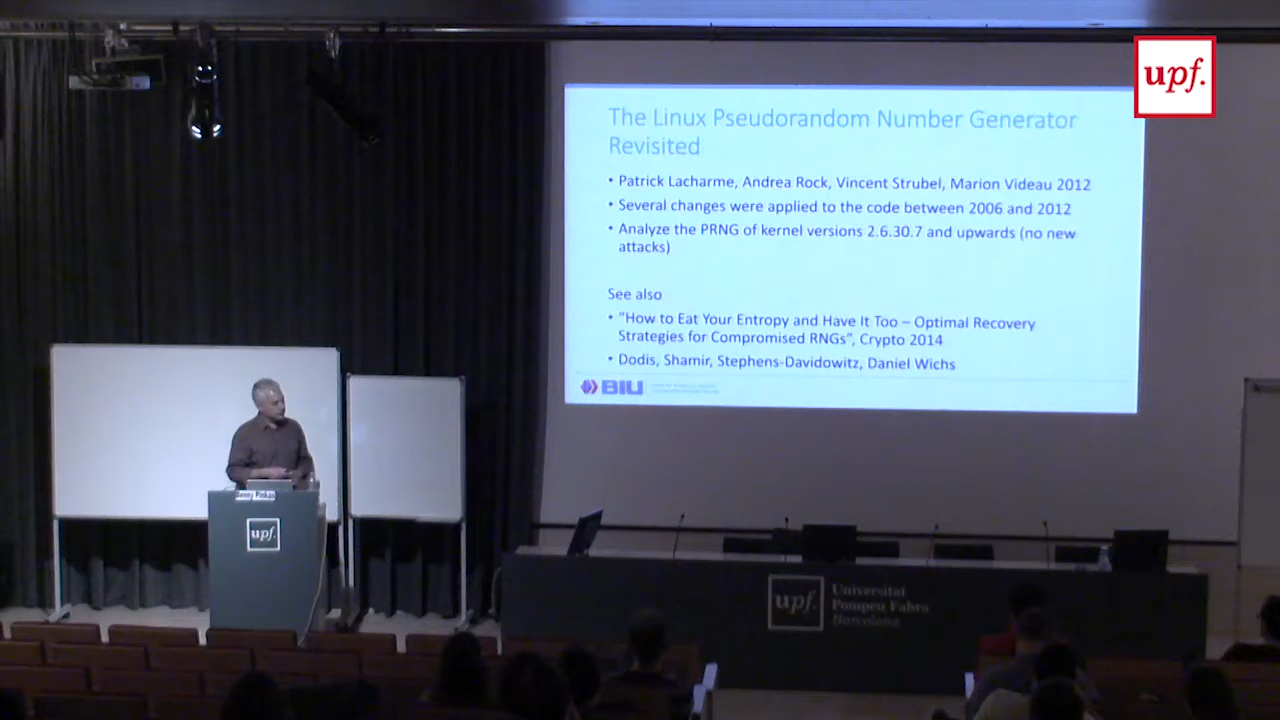 upf.
The Linux Pseudorandom Number Generator
Revisited
• Patrick Lacharme, Andrea Rock, Vincent Strubel, Marion Videau 2012
• Several changes were applied to the code between 2006 and 2012
• Analyze the PRNG of kernel versions 2.6.30.7 and upwards (no new
attacks)
See also
• "How to Eat Your Entropy and Have It Too – Optimal Recovery
Strategies for Compromised RNGs", Crypto 2014
• Dodis, Shamir, Stephens-Davidowitz, Daniel Wichs
BIU
Benny Pinkas
upf.
upf.
Universitat
Pompeu Fabra
Barcelona